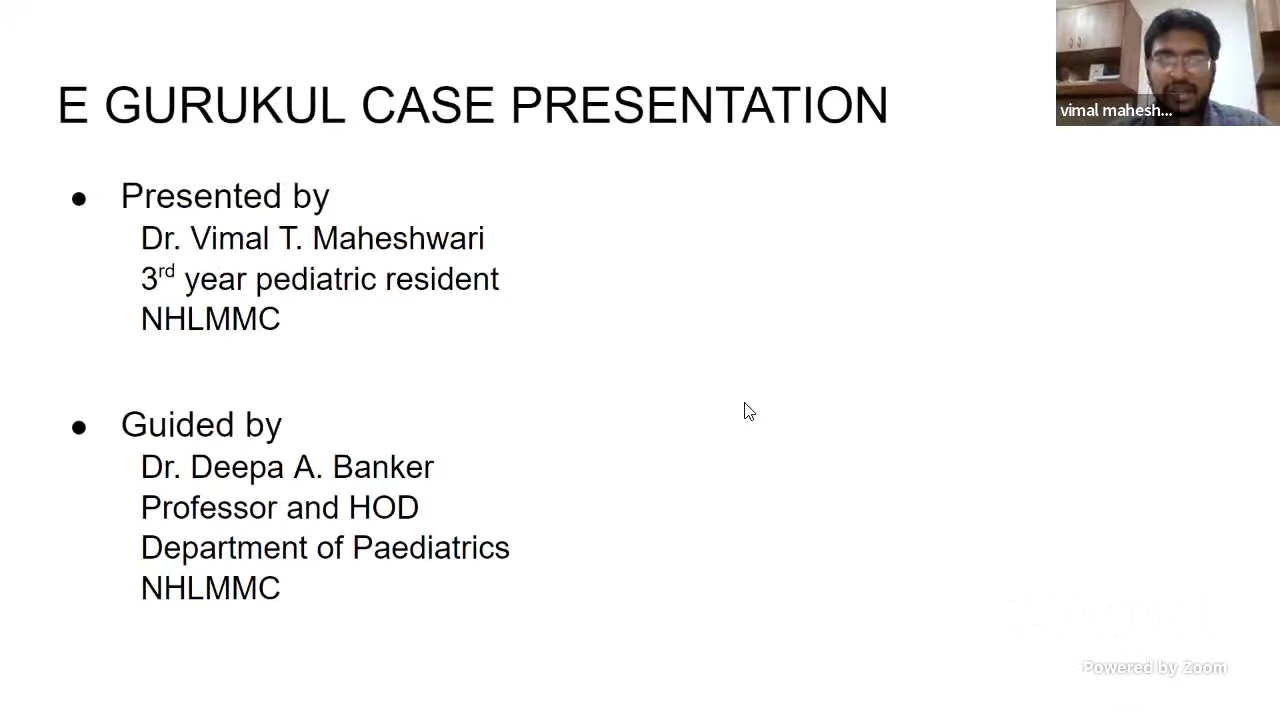 E GURUKUL CASE PRESENTATION
vimal mahesh...
● Presented by
Dr. Vimal T. Maheshwari
3rd year pediatric resident
NHLMMC
● Guided by
Dr. Deepa A. Banker
Professor and HOD
Department of Paediatrics
NHLMMC
Powered by Zoom